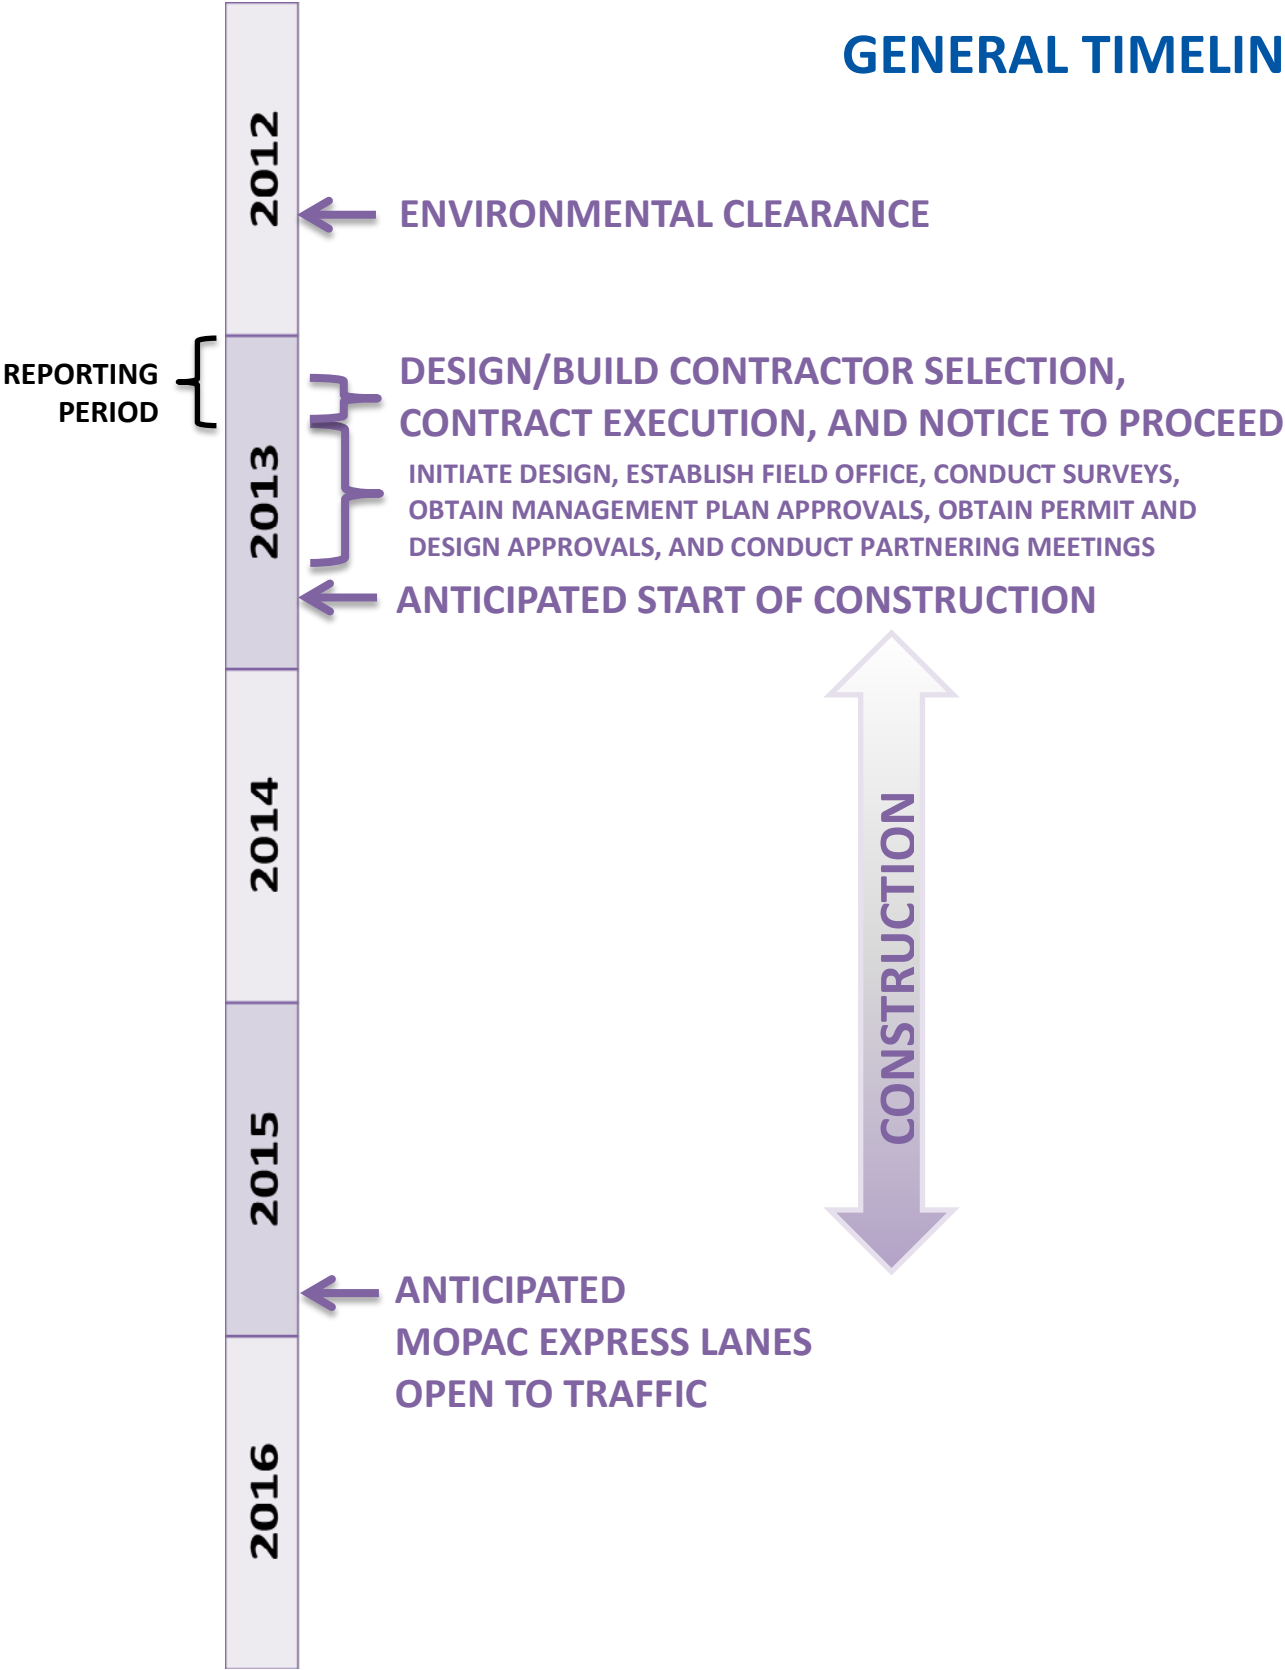 GENERAL TIMELIN
2012
ENVIRONMENTAL CLEARANCE
REPORTING
PERIOD
DESIGN/BUILD CONTRACTOR SELECTION,
CONTRACT EXECUTION, AND NOTICE TO PROCEED
2013
INITIATE DESIGN, ESTABLISH FIELD OFFICE, CONDUCT SURVEYS,
OBTAIN MANAGEMENT PLAN APPROVALS, OBTAIN PERMIT AND
DESIGN APPROVALS, AND CONDUCT PARTNERING MEETINGS
ANTICIPATED START OF CONSTRUCTION
2014
CONSTRUCTION
2015
ANTICIPATED
MOPAC EXPRESS LANES
OPEN TO TRAFFIC
2016